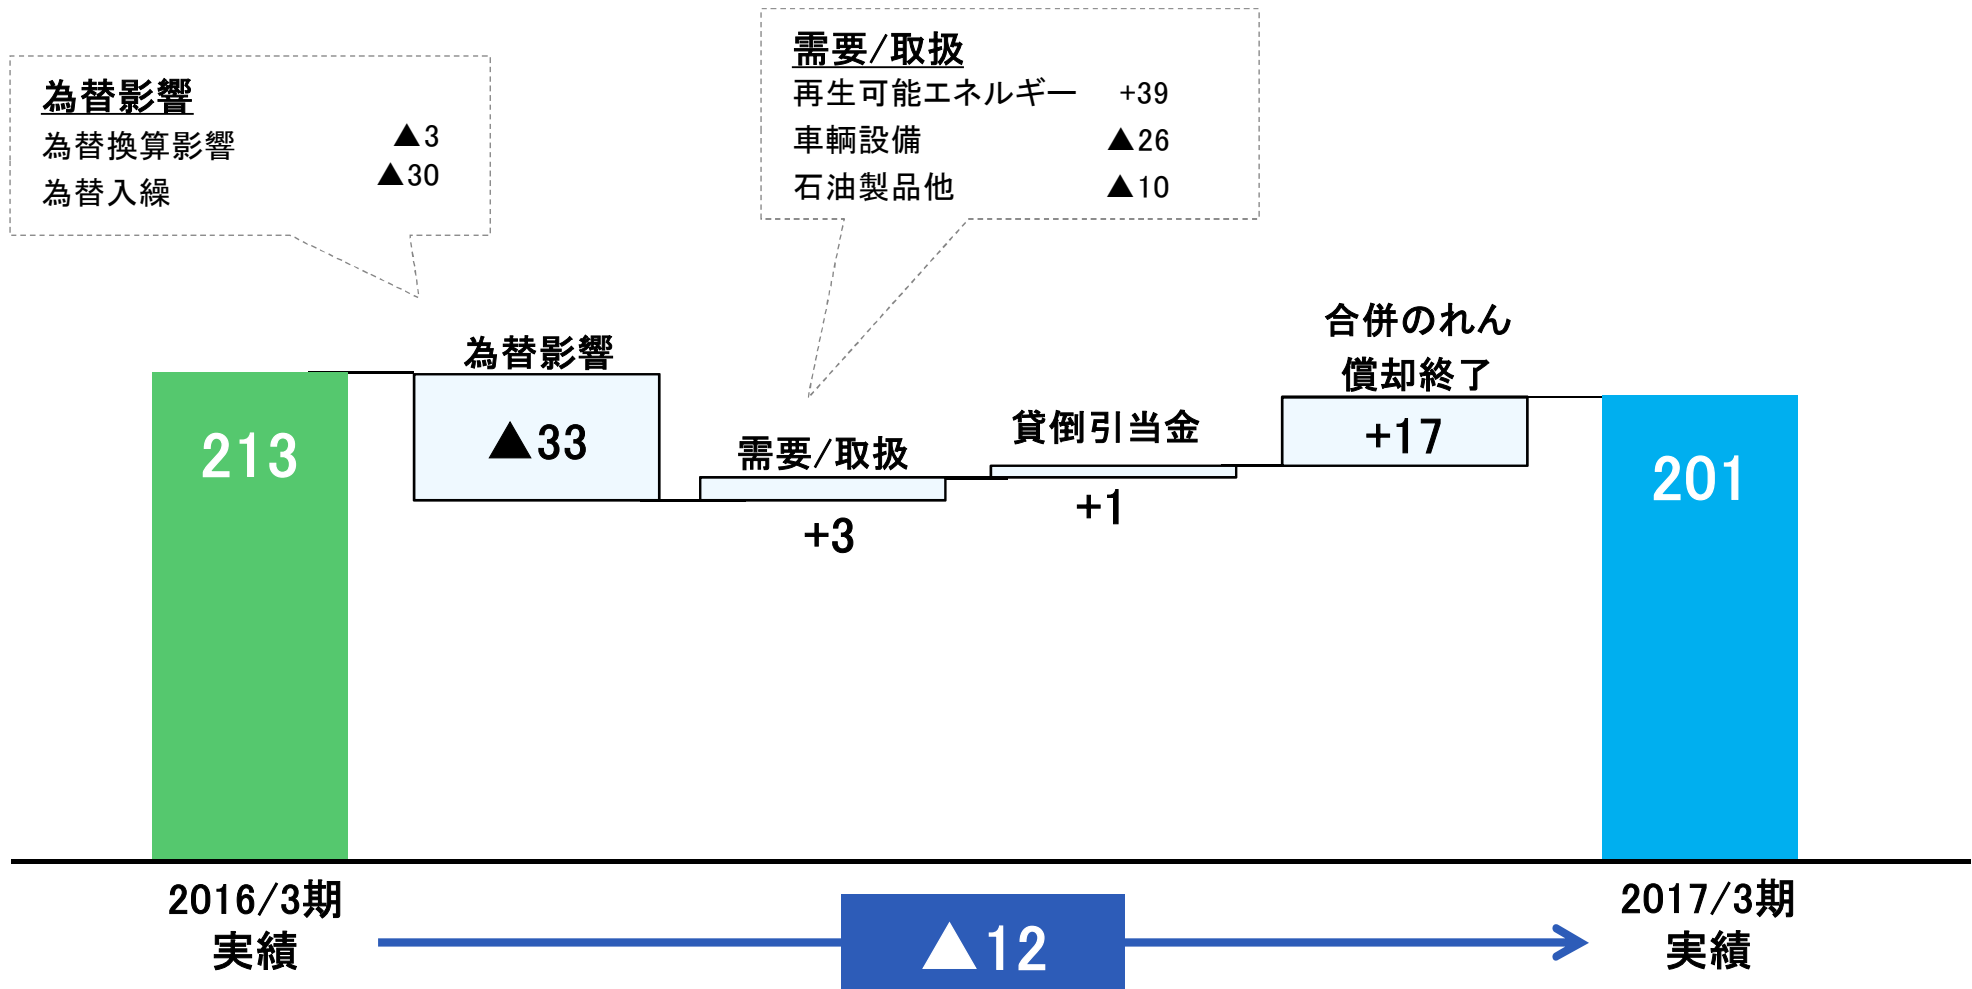 為替影響
為替換算影響 ▲3
為替入繰 ▲30
需要/取扱
再生可能エネルギー +39
車輌設備 ▲26
石油製品他 ▲10
為替影響
▲33
需要/取扱
+3
貸倒引当金
+1
合併のれん
償却終了
+17
213
201
2016/3期
実績
▲12
2017/3期
実績